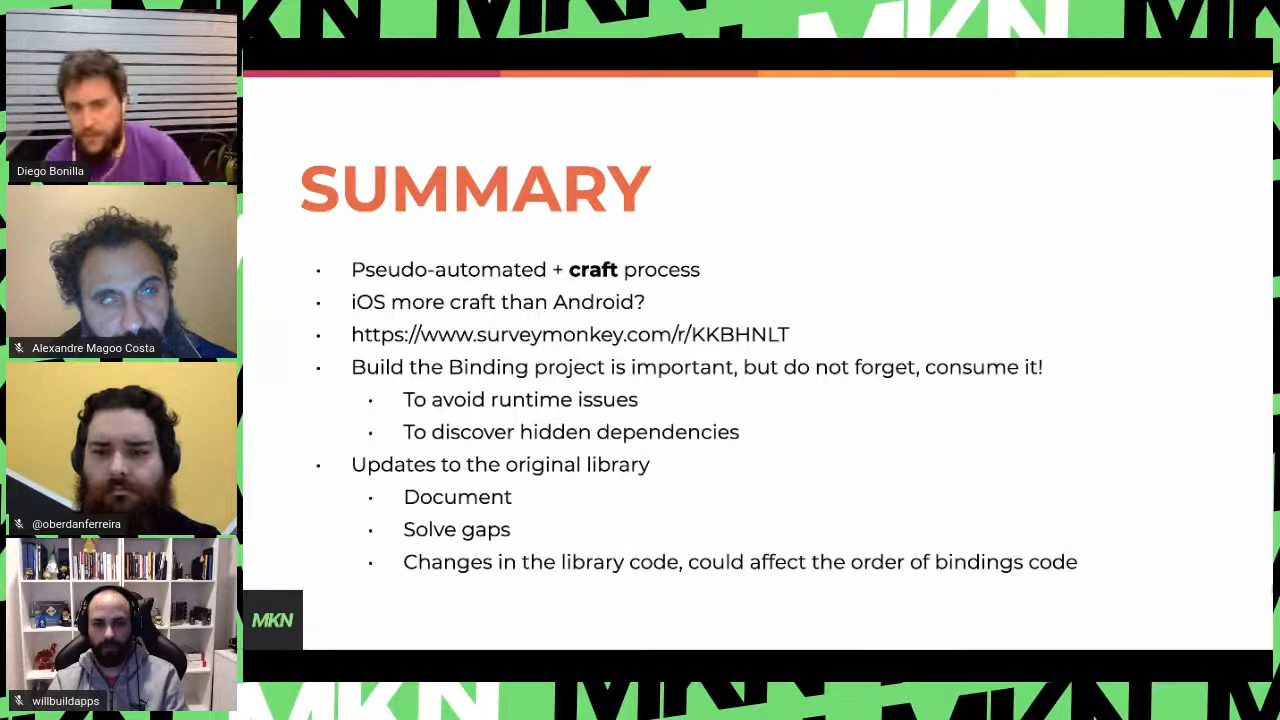 MKN
MKN
MKN
SUMMARY
Pseudo-automated + craft process
iOS more craft than Android?
https://www.surveymonkey.com/r/KKBHNLT
Build the Binding project is important, but do not forget, consume it!
To avoid runtime issues
To discover hidden dependencies
Updates to the original library
Document
Solve gaps
Changes in the library code, could affect the order of bindings code
MKN
Diego Bonilla
Alexandre Magoo Costa
@oberdanferreira
willbuildapps